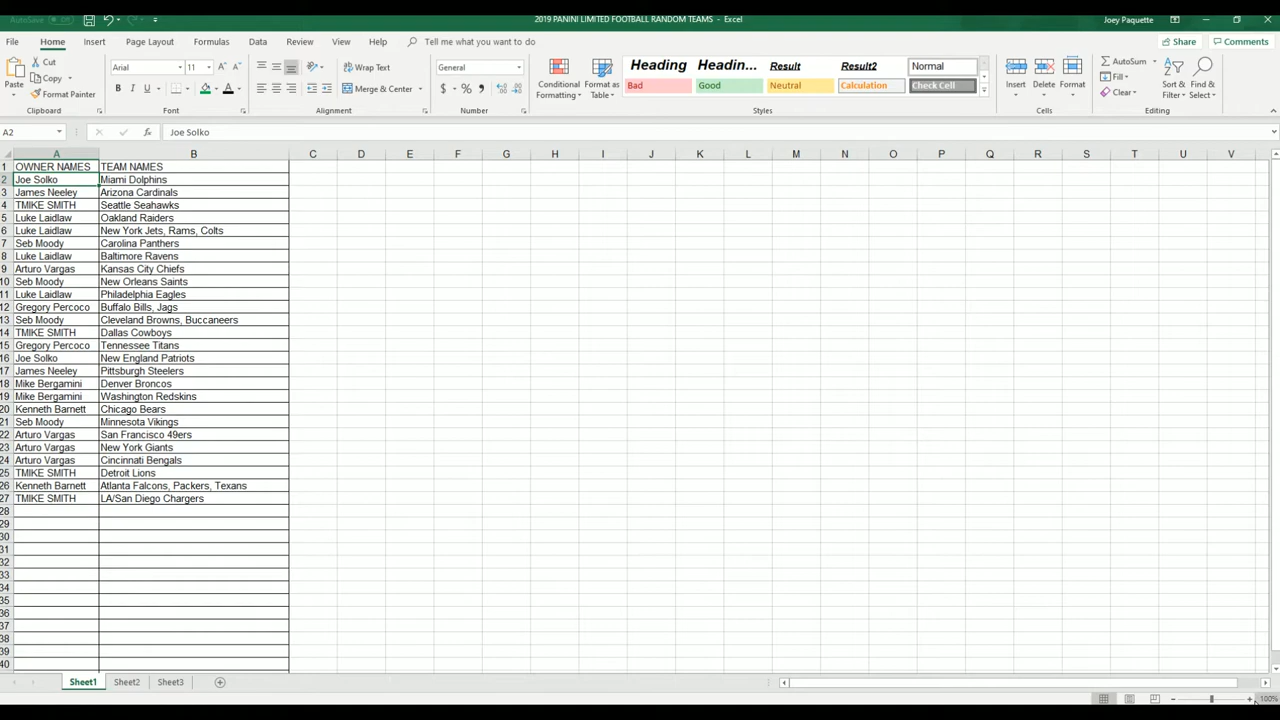 AutoSave Off 2019 PANINI LIMITED FOOTBALL RANDOM TEAMS - Excel Joey Paquette
File Home Insert Page Layout Formulas Data Review View Help Tell me what you want to do Share Comments
Paste Cut Copy Format Painter Clipboard
Arial 11 A A B I U A Font
Wrap Text Merge & Center Alignment
General $ % , Number
Conditional Formatting Format as Table
Heading Headin... Result Result2 Normal
Bad Good Neutral Calculation Check Cell
Styles
Insert Delete Format Cells
AutoSum Fill Clear Sort & Filter Find & Select Editing
A2 fx Joe Solko
A B C D E F G H I J K L M N O P Q R S T U V
1 OWNER NAMES TEAM NAMES
2 Joe Solko Miami Dolphins
3 James Neeley Arizona Cardinals
4 TMIKE SMITH Seattle Seahawks
5 Luke Laidlaw Oakland Raiders
6 Luke Laidlaw New York Jets, Rams, Colts
7 Seb Moody Carolina Panthers
8 Luke Laidlaw Baltimore Ravens
9 Arturo Vargas Kansas City Chiefs
10 Seb Moody New Orleans Saints
11 Luke Laidlaw Philadelphia Eagles
12 Gregory Percoco Buffalo Bills, Jags
13 Seb Moody Cleveland Browns, Buccaneers
14 TMIKE SMITH Dallas Cowboys
15 Gregory Percoco Tennessee Titans
16 Joe Solko New England Patriots
17 James Neeley Pittsburgh Steelers
18 Mike Bergamini Denver Broncos
19 Mike Bergamini Washington Redskins
20 Kenneth Barnett Chicago Bears
21 Seb Moody Minnesota Vikings
22 Arturo Vargas San Francisco 49ers
23 Arturo Vargas New York Giants
24 Arturo Vargas Cincinnati Bengals
25 TMIKE SMITH Detroit Lions
26 Kenneth Barnett Atlanta Falcons, Packers, Texans
27 TMIKE SMITH LA/San Diego Chargers
28
29
30
31
32
33
34
35
36
37
38
39
40
Sheet1 Sheet2 Sheet3
100%